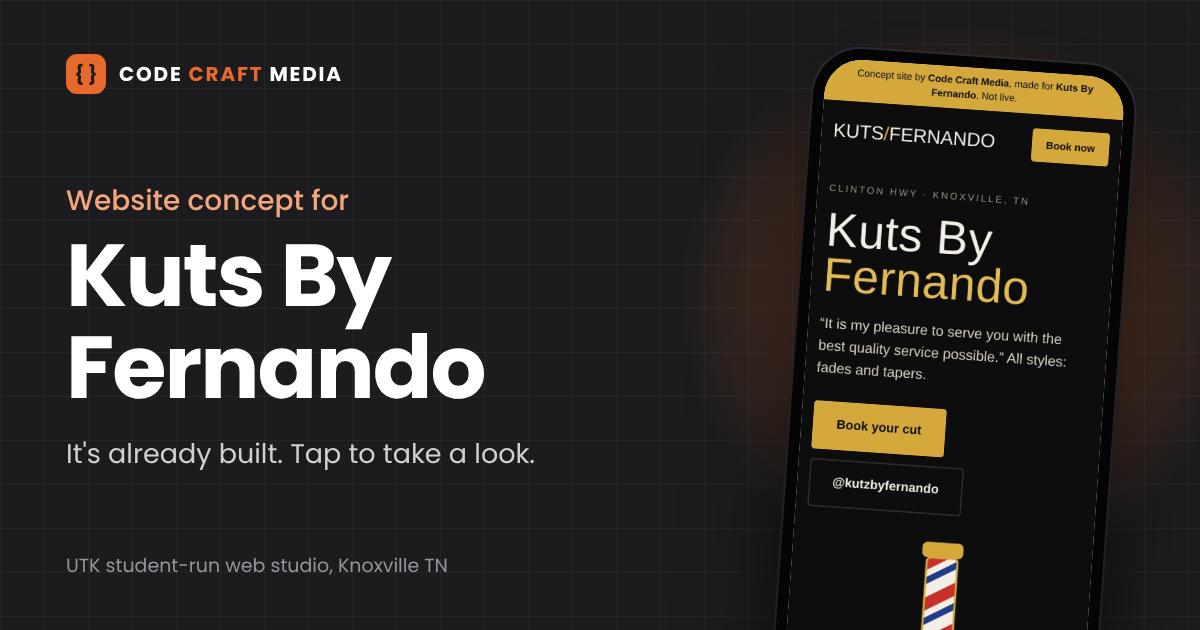 { } CODE CRAFT MEDIA
Website concept for
Kuts By
Fernando
It's already built. Tap to take a look.
UTK student-run web studio, Knoxville TN
Concept site by Code Craft Media, made for Kuts By
Fernando. Not live.
KUTS/FERNANDO
Book now
CLINTON HWY · KNOXVILLE, TN
Kuts By
Fernando
“It is my pleasure to serve you with the
best quality service possible.” All styles:
fades and tapers.
Book your cut
@kutzbyfernando